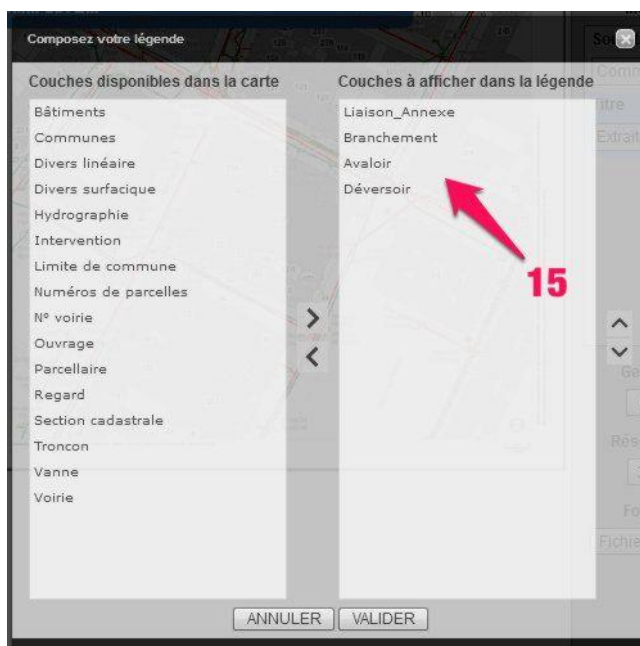 Composez votre légende
Couches disponibles dans la carte
Bâtiments
Communes
Divers linéaire
Divers surfacique
Hydrographie
Intervention
Limite de commune
Numéros de parcelles
N° voirie
Ouvrage
Parcellaire
Regard
Section cadastrale
Troncon
Vanne
Voirie
Couches à afficher dans la légende
Liaison_Annexe
Branchement
Avaloir
Déversoir
15
ANNULER
VALIDER